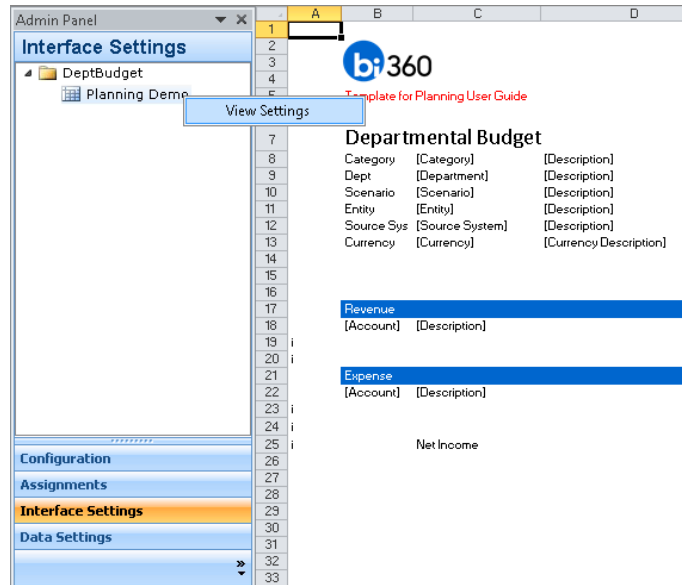 Admin Panel
Interface Settings
DeptBudget
Planning Demo
View Settings
Configuration
Assignments
Interface Settings
Data Settings
A B C D
1
2
3
4
5
7
8
9
10
11
12
13
14
15
16
17
18
19
20
21
22
23
24
25
26
27
28
29
30
31
32
33
bi360
Template for Planning User Guide
Departmental Budget
Category [Category] [Description]
Dept [Department] [Description]
Scenario [Scenario] [Description]
Entity [Entity] [Description]
Source Sys [Source System] [Description]
Currency [Currency] [Currency Description]
Revenue
[Account] [Description]
i
i
Expense
[Account] [Description]
i
i
i Net Income